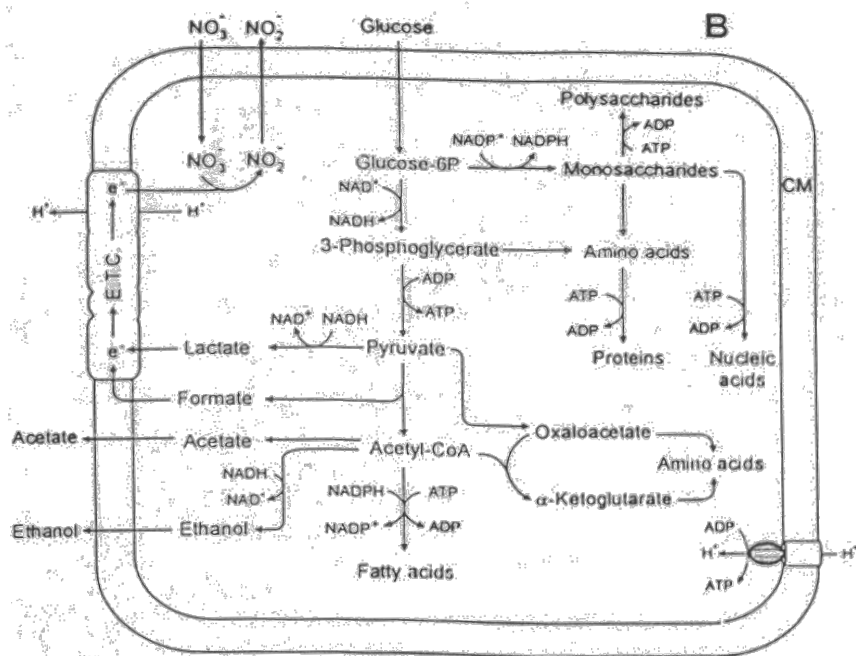 NO3- NO2- Glucose B
Polysaccharides
ADP
ATP
NADP+ NADPH
NO3- NO2-
Glucose-6P
Monosaccharides
CM
e-
H+
H+
NAD+
NADH
3-Phosphoglycerate
Amino acids
ETC
ADP
ATP
ATP
ADP
ATP
ADP
NAD+ NADH
e-
Lactate
Pyruvate
Proteins
Nucleic
acids
Formate
Acetate
Acetate
Acetyl-CoA
Oxaloacetate
Amino acids
α-Ketoglutarate
NADH
NAD+
NADPH
ATP
NADP+
ADP
Ethanol
Ethanol
Fatty acids
ADP
H+
H+
ATP